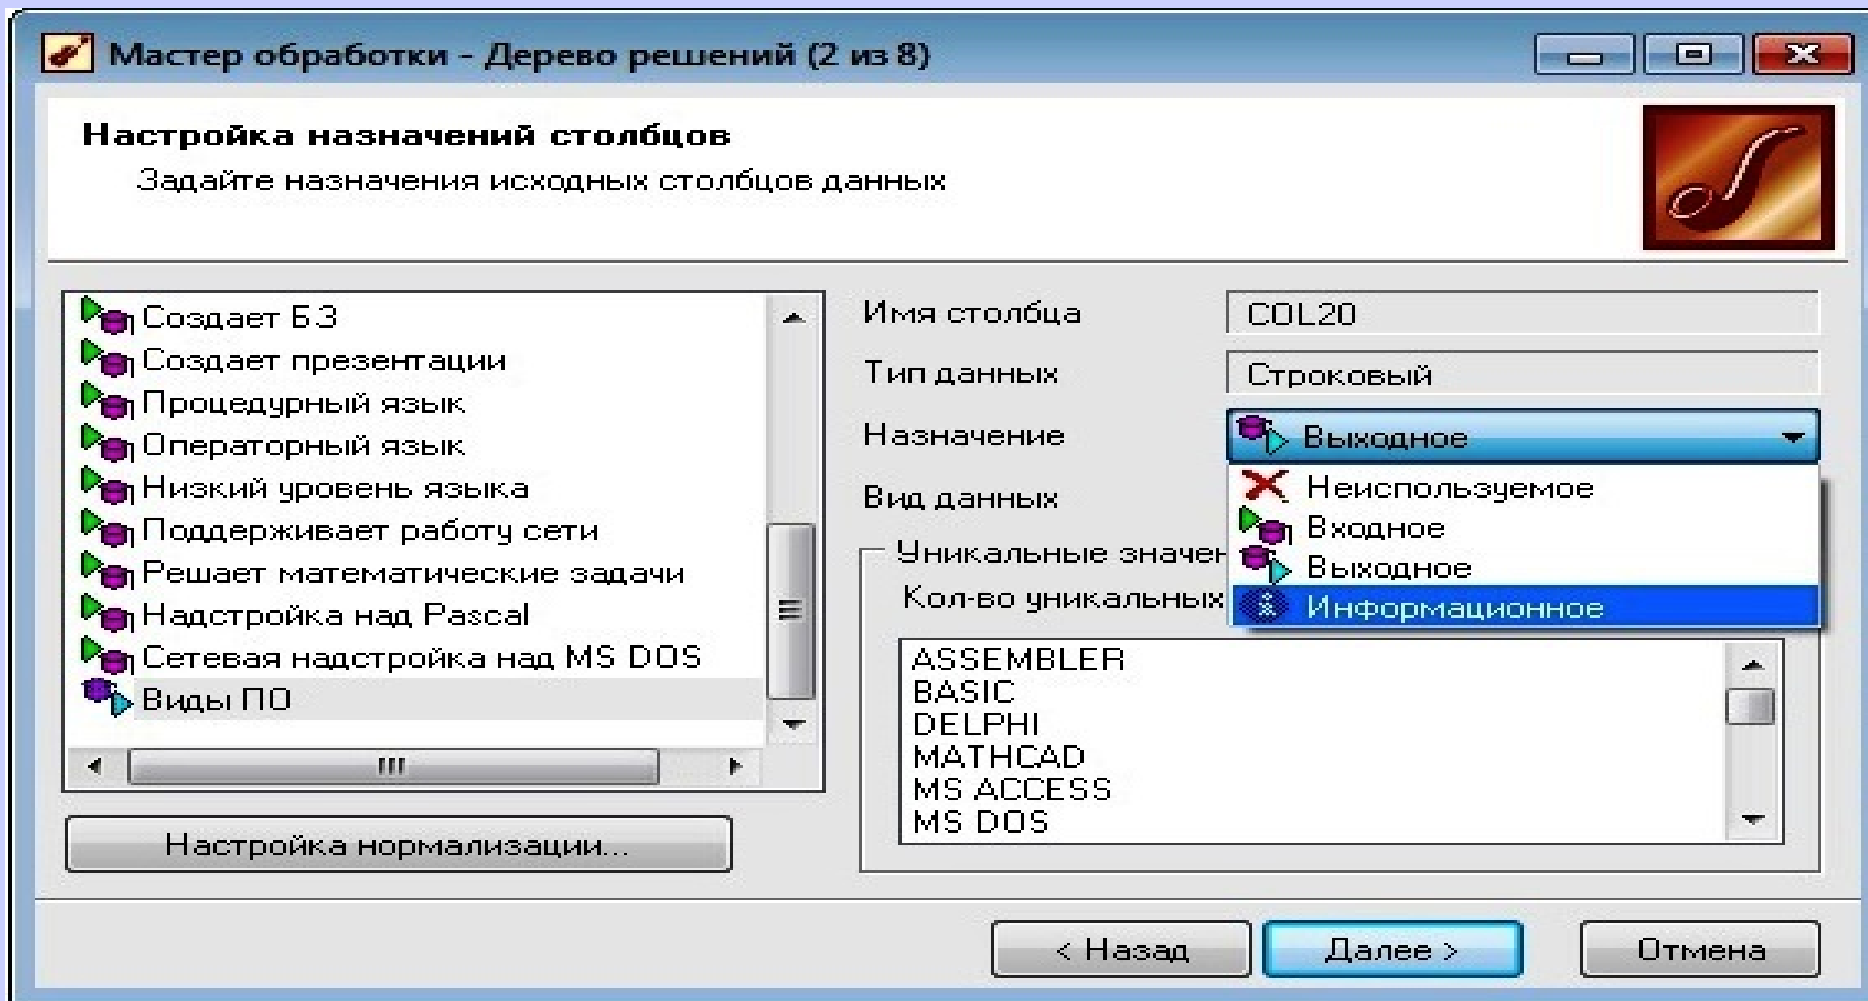 Мастер обработки - Дерево решений (2 из 8)
Настройка назначений столбцов
Задайте назначения исходных столбцов данных
Создает БЗ
Создает презентации
Процедурный язык
Операторный язык
Низкий уровень языка
Поддерживает работу сети
Решает математические задачи
Надстройка над Pascal
Сетевая надстройка над MS DOS
Виды ПО
Настройка нормализации...
Имя столбца
COL20
Тип данных
Строковый
Назначение
Выходное
Неиспользуемое
Входное
Выходное
Информационное
Вид данных
Уникальные значен
Кол-во уникальных
ASSEMBLER
BASIC
DELPHI
MATHCAD
MS ACCESS
MS DOS
< Назад
Далее >
Отмена